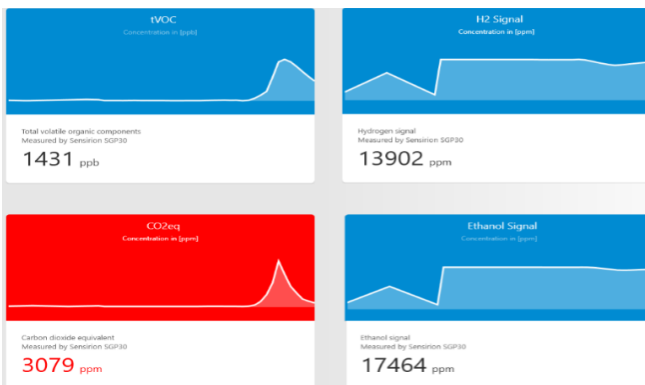 tVOC
Concentration in [ppb]
Total volatile organic components
Measured by Sensirion SGP30
1431 ppb
H2 Signal
Concentration in [ppm]
Hydrogen signal
Measured by Sensirion SGP30
13902 ppm
CO2eq
Concentration in [ppm]
Carbon dioxide equivalent
Measured by Sensirion SGP30
3079 ppm
Ethanol Signal
Concentration in [ppm]
Ethanol signal
Measured by Sensirion SGP30
17464 ppm